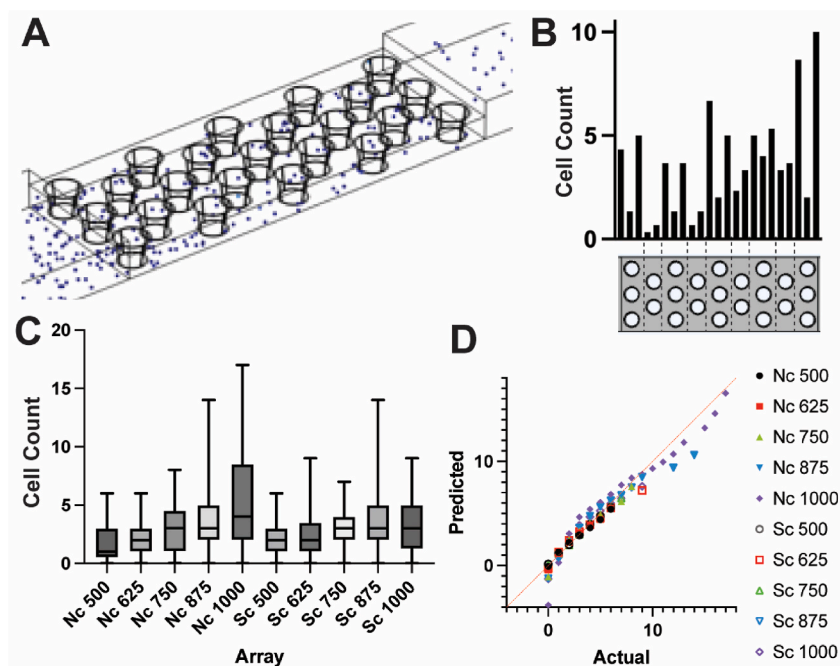 A
B
10
5
0
Cell Count
C
20
15
10
5
0
Cell Count
Nc 500
Nc 625
Nc 750
Nc 875
Nc 1000
Sc 500
Sc 625
Sc 750
Sc 875
Sc 1000
Array
D
10
0
Predicted
0
10
Actual
Nc 500
Nc 625
Nc 750
Nc 875
Nc 1000
Sc 500
Sc 625
Sc 750
Sc 875
Sc 1000